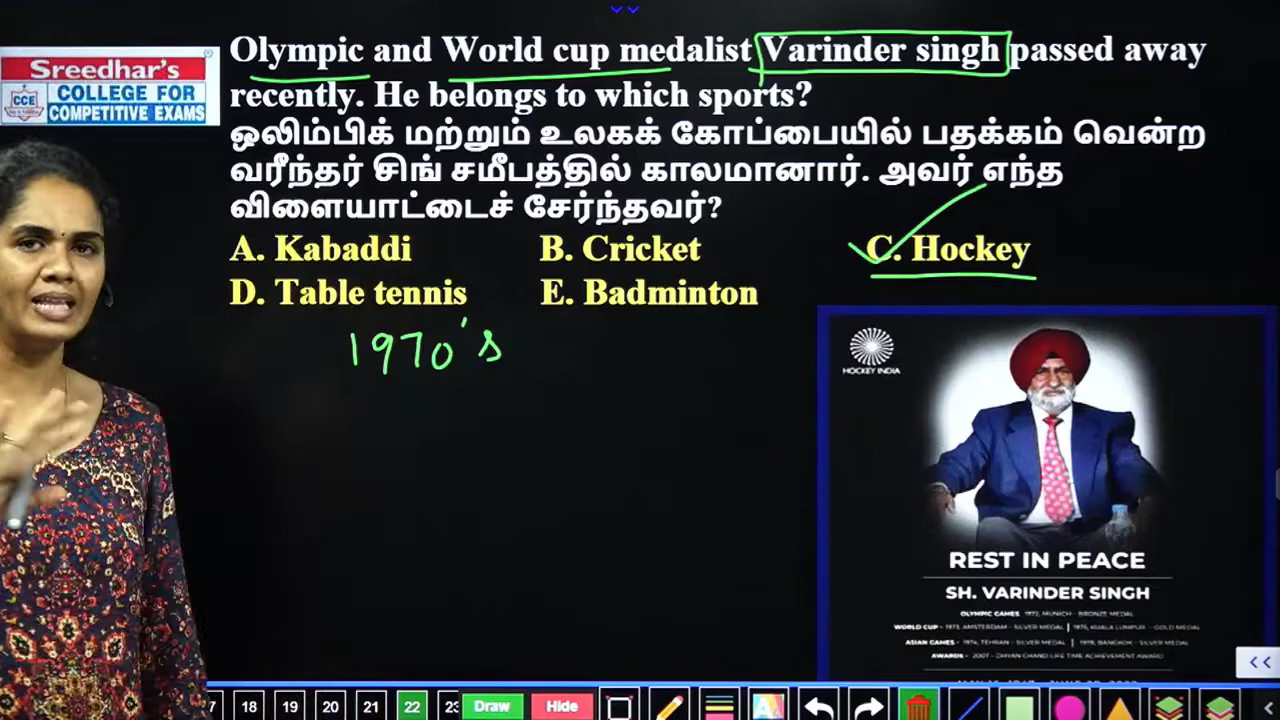 Olympic and World cup medalist Varinder singh passed away
recently. He belongs to which sports?
ஒலிம்பிக் மற்றும் உலகக் கோப்பையில் பதக்கம் வென்ற
வரீந்தர் சிங் சமீபத்தில் காலமானார். அவர் எந்த
விளையாட்டைச் சேர்ந்தவர்?
A. Kabaddi B. Cricket C. Hockey
D. Table tennis E. Badminton
1970's
Sreedhar's
CCE
COLLEGE FOR
COMPETITIVE EXAMS
HOCKEY INDIA
REST IN PEACE
SH. VARINDER SINGH
OLYMPIC GAMES 1972, MUNICH - BRONZE MEDAL
WORLD CUP - 1973, AMSTERDAM - SILVER MEDAL | 1975, KUALA LUMPUR - GOLD MEDAL
ASIAN GAMES - 1974, TEHRAN - SILVER MEDAL | 1978, BANGKOK - SILVER MEDAL
AWARDS - 2007 - DHYAN CHAND LIFE TIME ACHIEVEMENT AWARD
7 18 19 20 21 22 23 Draw Hide